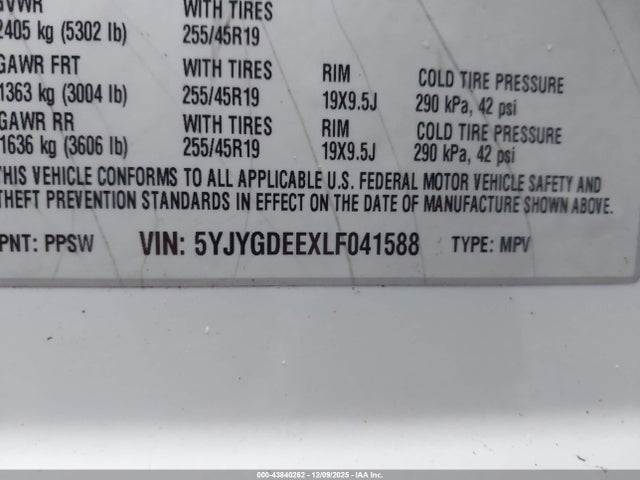 GVWR WITH TIRES
2405 kg (5302 lb) 255/45R19
GAWR FRT WITH TIRES RIM COLD TIRE PRESSURE
1363 kg (3004 lb) 255/45R19 19X9.5J 290 kPa, 42 psi
GAWR RR WITH TIRES RIM COLD TIRE PRESSURE
1636 kg (3606 lb) 255/45R19 19X9.5J 290 kPa, 42 psi
THIS VEHICLE CONFORMS TO ALL APPLICABLE U.S. FEDERAL MOTOR VEHICLE SAFETY AND
THEFT PREVENTION STANDARDS IN EFFECT ON THE DATE OF MANUFACTURE SHOWN ABOVE.
PNT: PPSW VIN: 5YJYGDEEXLF041588 TYPE: MPV
000-43840262 - 12/09/2025 - IAA Inc.